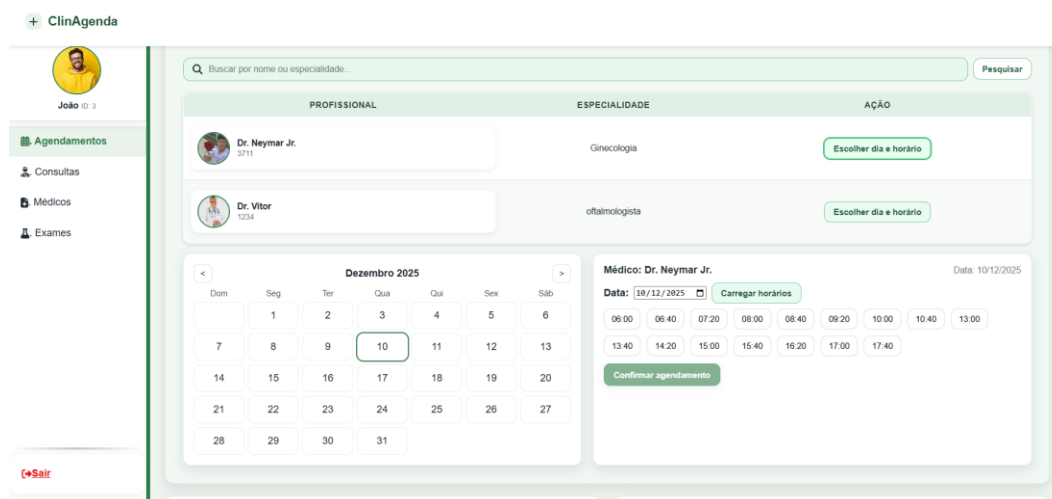 + ClinAgenda
João ID: 3
Agendamentos
Consultas
Médicos
Exames
Sair
Buscar por nome ou especialidade...
Pesquisar
PROFISSIONAL ESPECIALIDADE AÇÃO
Dr. Neymar Jr.
3711
Ginecologia
Escolher dia e horário
Dr. Vitor
1234
oftalmologista
Escolher dia e horário
< Dezembro 2025 >
Dom Seg Ter Qua Qui Sex Sáb
1 2 3 4 5 6
7 8 9 10 11 12 13
14 15 16 17 18 19 20
21 22 23 24 25 26 27
28 29 30 31
Médico: Dr. Neymar Jr. Data: 10/12/2025
Data: 10/12/2025 Carregar horários
06:00 06:40 07:20 08:00 08:40 09:20 10:00 10:40 13:00
13:40 14:20 15:00 15:40 16:20 17:00 17:40
Confirmar agendamento